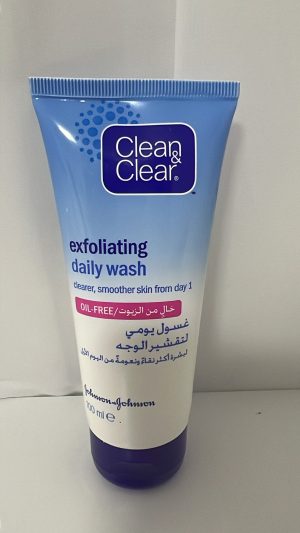 Clean &
Clear®
exfoliating
daily wash
clearer, smoother skin from day 1
OIL-FREE/خالٍ من الزيوت
غسول يومي
لتقشير الوجه
لبشرة أكثر نقاءً ونعومةً من اليوم الأول
Johnson & Johnson
100 ml e